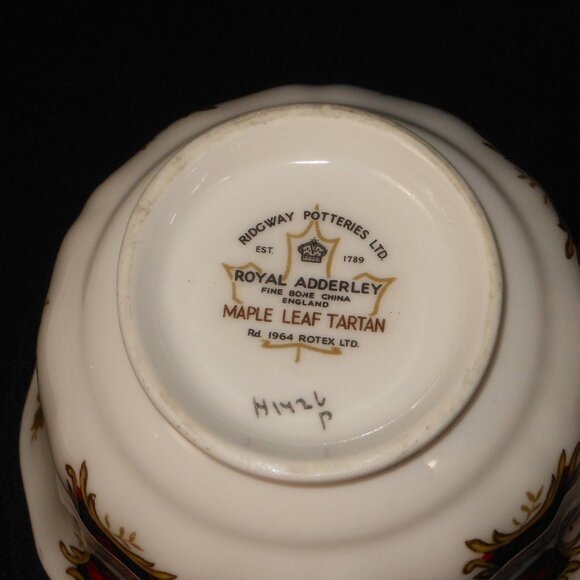 RIDGWAY POTTERIES LTD
EST. 1789
ROYAL ADDERLEY
FINE BONE CHINA
ENGLAND
MAPLE LEAF TARTAN
Rd. 1964 ROTEX LTD.
H1426
P